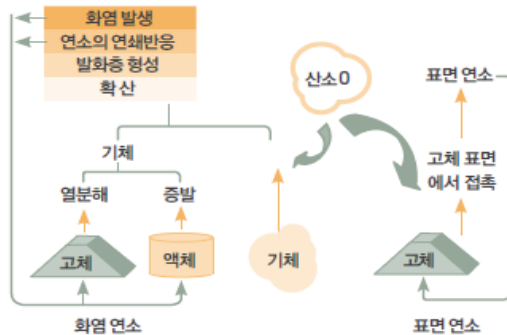 화염 발생
연소의 연쇄반응
발화층 형성
확 산
산소 0
표면 연소
기체
고체 표면
에서 접촉
열분해
증발
고체
액체
기체
고체
화염 연소
표면 연소